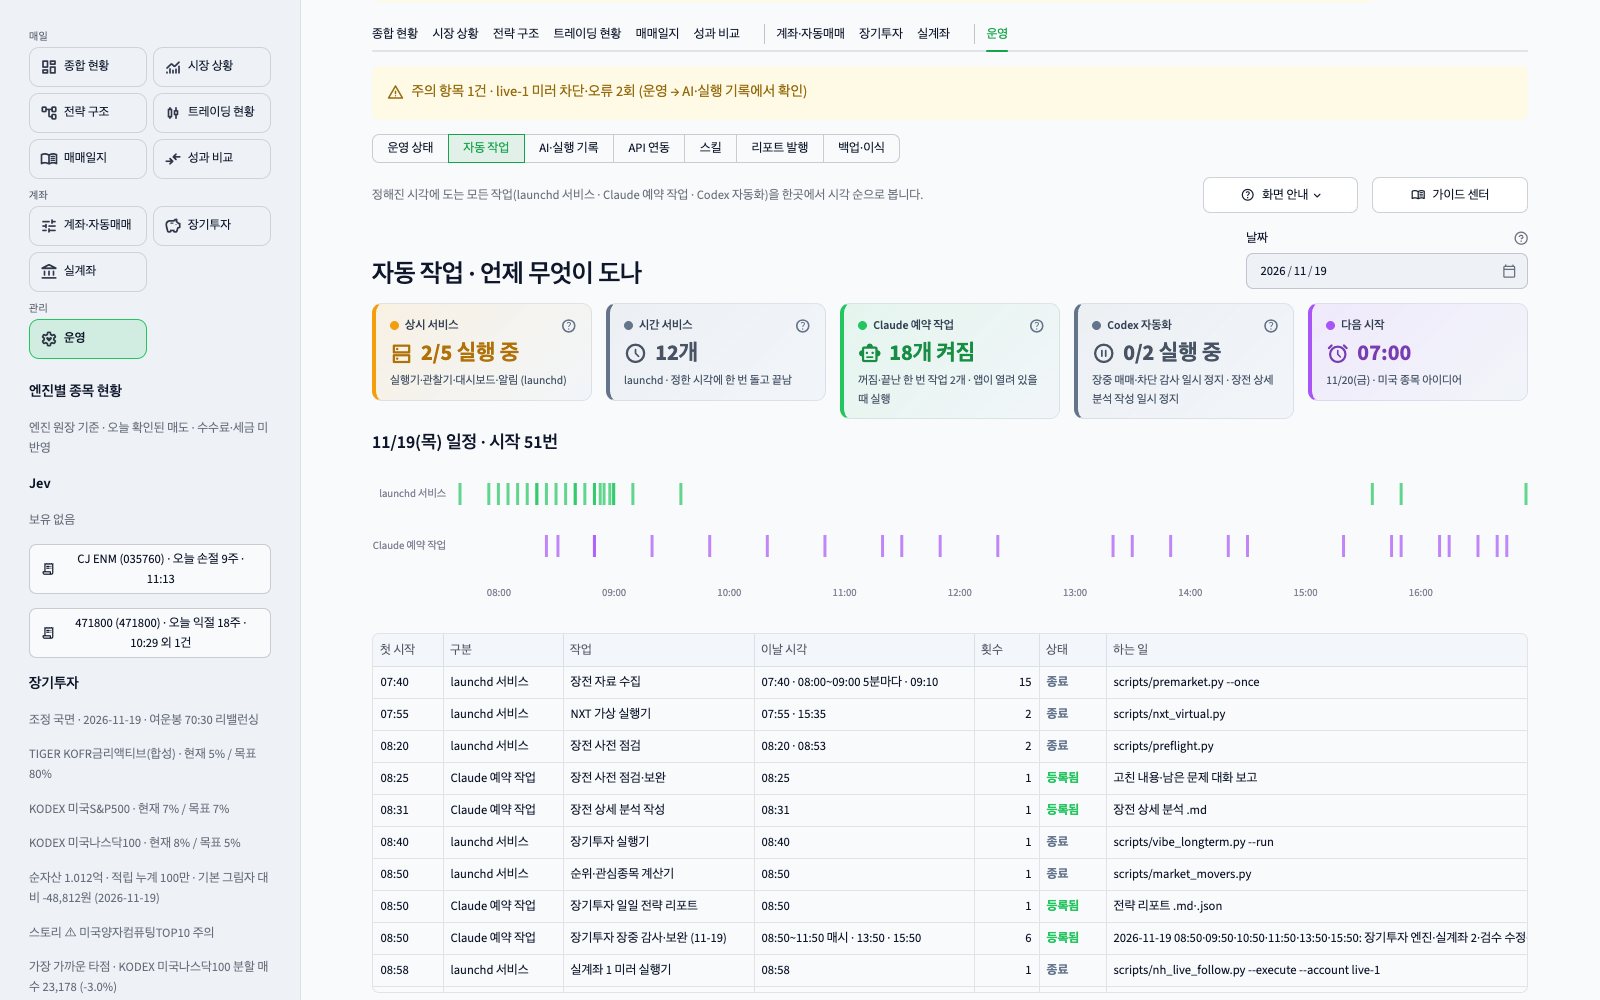 매일
종합 현황
시장 상황
전략 구조
트레이딩 현황
매매일지
성과 비교
계좌
계좌·자동매매
장기투자
실계좌
관리
운영
엔진별 종목 현황
엔진 원장 기준 · 오늘 확인된 매도 · 수수료·세금 미
반영
Jev
보유 없음
CJ ENM (035760) · 오늘 손절 9주 ·
11:13
471800 (471800) · 오늘 익절 18주 ·
10:29 외 1건
장기투자
조정 국면 · 2026-11-19 · 여운봉 70:30 리밸런싱
TIGER KOFR금리액티브(합성) · 현재 5% / 목표
80%
KODEX 미국S&P500 · 현재 7% / 목표 7%
KODEX 미국나스닥100 · 현재 8% / 목표 5%
순자산 1.012억 · 적립 누계 100만 · 기본 그림자 대
비 -48,812원 (2026-11-19)
스토리 ⚠ 미국양자컴퓨팅TOP10 주의
가장 가까운 타점 · KODEX 미국나스닥100 분할 매
수 23,178 (-3.0%)
종합 현황 시장 상황 전략 구조 트레이딩 현황 매매일지 성과 비교 계좌·자동매매 장기투자 실계좌 운영
주의 항목 1건 · live-1 미러 차단·오류 2회 (운영 → AI·실행 기록에서 확인)
운영 상태 자동 작업 AI·실행 기록 API 연동 스킬 리포트 발행 백업·이식
정해진 시각에 도는 모든 작업(launchd 서비스 · Claude 예약 작업 · Codex 자동화)을 한곳에서 시각 순으로 봅니다.
화면 안내
가이드 센터
자동 작업 · 언제 무엇이 도나
날짜
2026 / 11 / 19
상시 서비스
2/5 실행 중
실행기·관찰기·대시보드·알림 (launchd)
시간 서비스
12개
launchd · 정한 시각에 한 번 돌고 끝남
Claude 예약 작업
18개 켜짐
꺼짐·끝난 한 번 작업 2개 · 앱이 열려 있을
때 실행
Codex 자동화
0/2 실행 중
장중 매매·차단 감사 일시 정지 · 장전 상세
분석 작성 일시 정지
다음 시작
07:00
11/20(금) · 미국 종목 아이디어
11/19(목) 일정 · 시작 51번
launchd 서비스
Claude 예약 작업
08:00 09:00 10:00 11:00 12:00 13:00 14:00 15:00 16:00
첫 시작 구분 작업 이날 시각 횟수 상태 하는 일
07:40 launchd 서비스 장전 자료 수집 07:40 · 08:00~09:00 5분마다 · 09:10 15 종료 scripts/premarket.py --once
07:55 launchd 서비스 NXT 가상 실행기 07:55 · 15:35 2 종료 scripts/nxt_virtual.py
08:20 launchd 서비스 장전 사전 점검 08:20 · 08:53 2 종료 scripts/preflight.py
08:25 Claude 예약 작업 장전 사전 점검·보완 08:25 1 등록됨 고친 내용·남은 문제 대화 보고
08:31 Claude 예약 작업 장전 상세 분석 작성 08:31 1 등록됨 장전 상세 분석 .md
08:40 launchd 서비스 장기투자 실행기 08:40 1 종료 scripts/vibe_longterm.py --run
08:50 launchd 서비스 순위·관심종목 계산기 08:50 1 종료 scripts/market_movers.py
08:50 Claude 예약 작업 장기투자 일일 전략 리포트 08:50 1 등록됨 전략 리포트 .md·.json
08:50 Claude 예약 작업 장기투자 장중 감사·보완 (11-19) 08:50~11:50 매시 · 13:50 · 15:50 6 등록됨 2026-11-19 08:50·09:50·10:50·11:50·13:50·15:50: 장기투자 엔진·실계좌 2·검수 수정·
08:58 launchd 서비스 실계좌 1 미러 실행기 08:58 1 종료 scripts/nh_live_follow.py --execute --account live-1